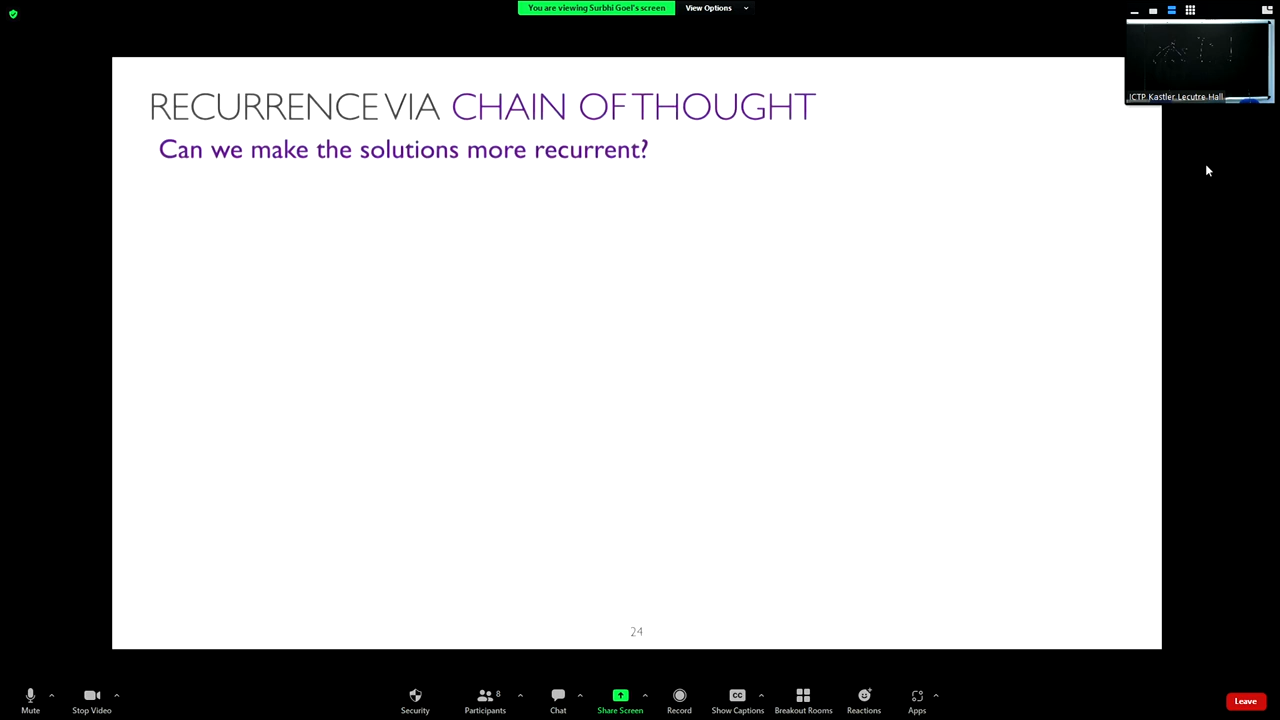 You are viewing Surbhi Goel's screen
View Options
ICTP Kastler Lecutre Hall
RECURRENCE VIA CHAIN OF THOUGHT
Can we make the solutions more recurrent?
24
Mute
Stop Video
Security
Participants
8
Chat
Share Screen
Record
CC
Show Captions
Breakout Rooms
Reactions
Apps
Leave